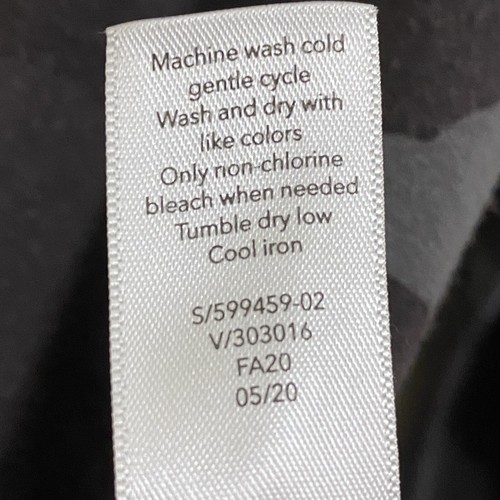 Machine wash cold
gentle cycle
Wash and dry with
like colors
Only non-chlorine
bleach when needed
Tumble dry low
Cool iron
S/599459-02
V/303016
FA20
05/20